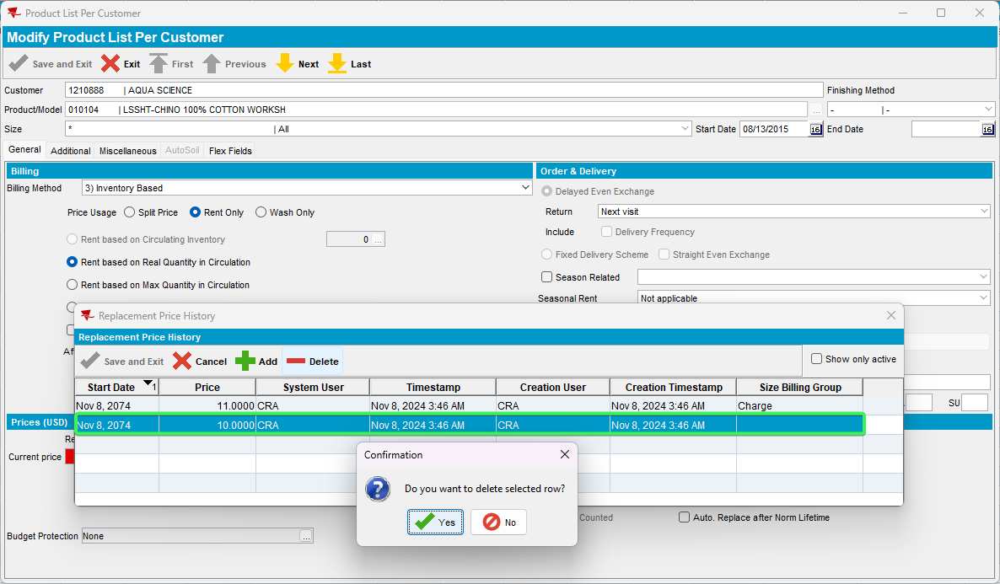 Product List Per Customer
Modify Product List Per Customer
Save and Exit Exit First Previous Next Last
Customer 1210888 | AQUA SCIENCE Finishing Method
Product/Model 010104 | LSSHT-CHINO 100% COTTON WORKSH ... - | -
Size * | All Start Date 08/13/2015 16 End Date 16
General Additional Miscellaneous AutoSoil Flex Fields
Billing Order & Delivery
Billing Method 3) Inventory Based Delayed Even Exchange
Price Usage Split Price Rent Only Wash Only Return Next visit
Rent based on Circulating Inventory 0 ... Include Delivery Frequency
Rent based on Real Quantity in Circulation Fixed Delivery Scheme Straight Even Exchange
Rent based on Max Quantity in Circulation Season Related
Seasonal Rent Not applicable
Replacement Price History
Replacement Price History
Af
Save and Exit Cancel Add Delete Show only active
Start Date 1 Price System User Timestamp Creation User Creation Timestamp Size Billing Group
Nov 8, 2074 11.0000 CRA Nov 8, 2024 3:46 AM CRA Nov 8, 2024 3:46 AM Charge
SU
Prices (USD) Nov 8, 2074 10.0000 CRA Nov 8, 2024 3:46 AM CRA Nov 8, 2024 3:46 AM
Re
Current price
Confirmation
Do you want to delete selected row?
Yes No
Counted Auto. Replace after Norm Lifetime
Budget Protection None ...